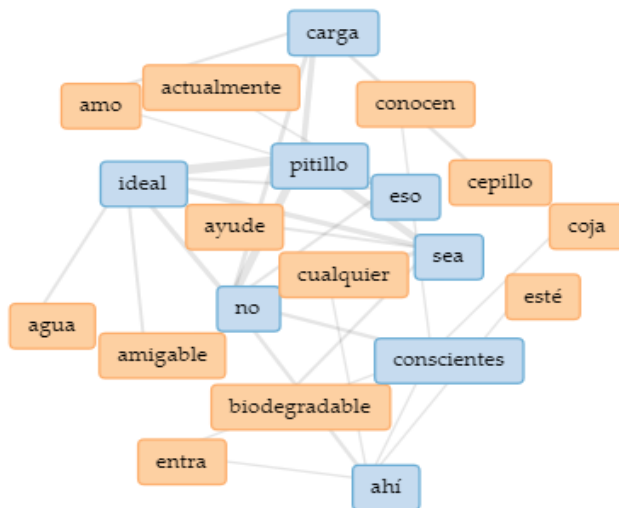 carga
actualmente
amo
conocen
pitillo
ideal
eso
cepillo
ayude
coja
sea
cualquier
esté
no
agua
amigable
conscientes
biodegradable
entra
ahí